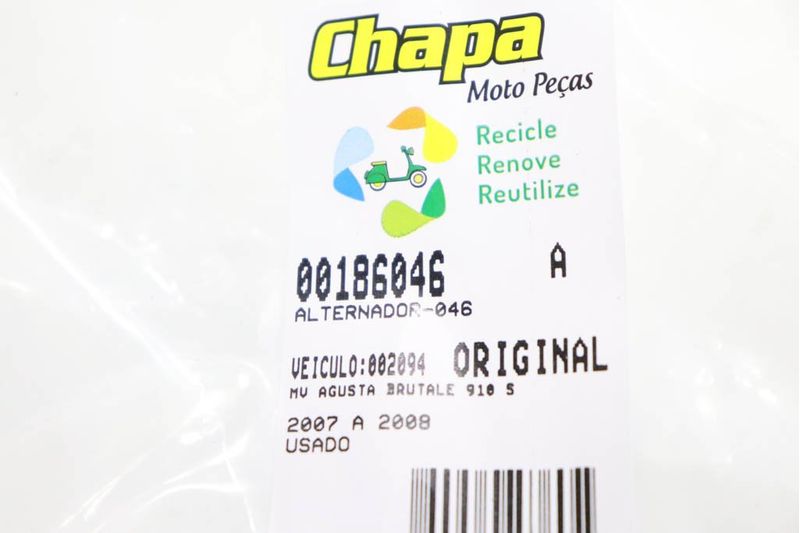 Chapa
Moto Peças
Recicle
Renove
Reutilize
00186046 A
ALTERNADOR-046
VEICULO:002094 ORIGINAL
MV AGUSTA BRUTALE 910 S
2007 A 2008
USADO